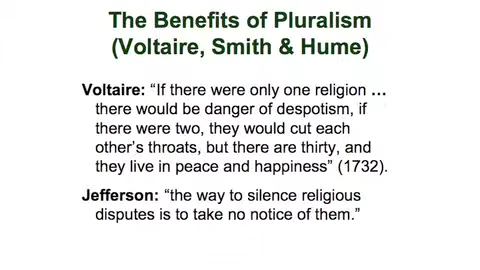 The Benefits of Pluralism
(Voltaire, Smith & Hume)
Voltaire: “If there were only one religion …
there would be danger of despotism, if
there were two, they would cut each
other’s throats, but there are thirty, and
they live in peace and happiness” (1732).
Jefferson: “the way to silence religious
disputes is to take no notice of them.”